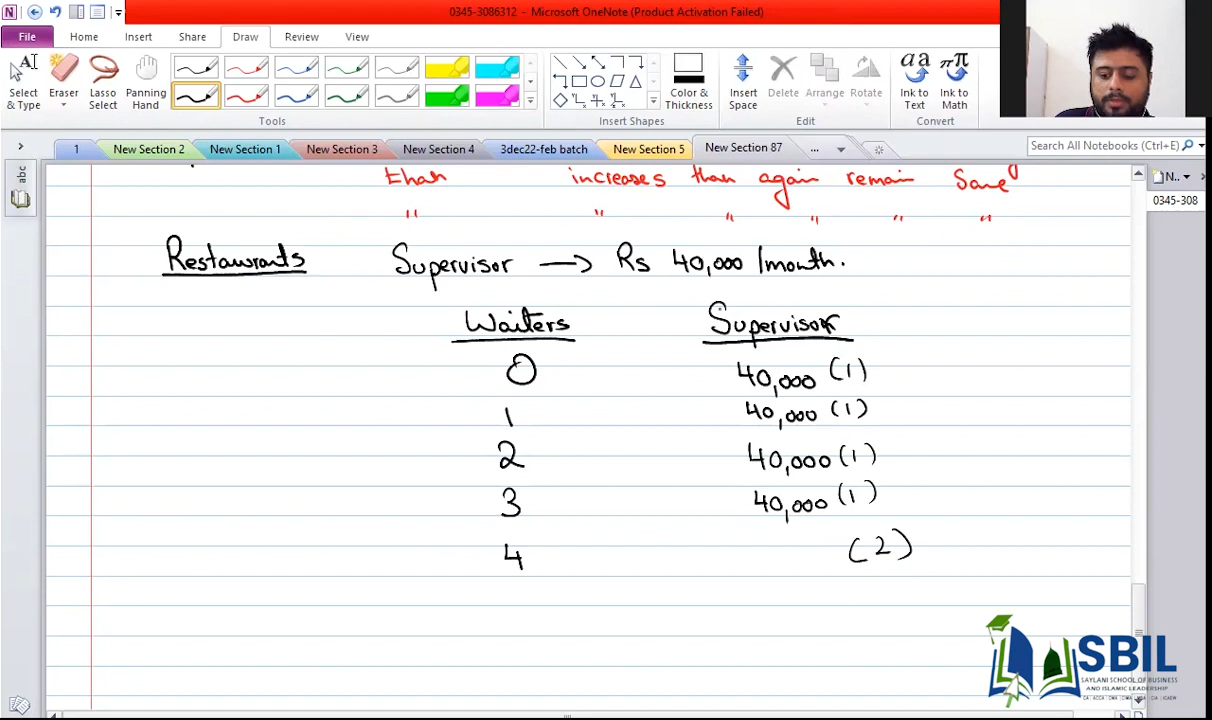 0345-3086312 - Microsoft OneNote (Product Activation Failed)
File Home Insert Share Draw Review View
Select & Type Eraser Lasso Select Panning Hand Color & Thickness Insert Space Delete Arrange Rotate Ink to Text Ink to Math
Tools Insert Shapes Edit Convert
1 New Section 2 New Section 1 New Section 3 New Section 4 3dec22-feb batch New Section 5 New Section 87 ... Search All Notebooks (Ctrl+E)
abc
N..
0345-308
increases than again remain Same
" " " " " "
Restaurants Supervisor → Rs 40,000 /month.
Waiters Supervisor
0 40,000 (1)
1 40,000 (1)
2 40,000 (1)
3 40,000 (1)
4 (2)
SBIL
SAYLANI SCHOOL OF BUSINESS
AND ISLAMIC LEADERSHIP